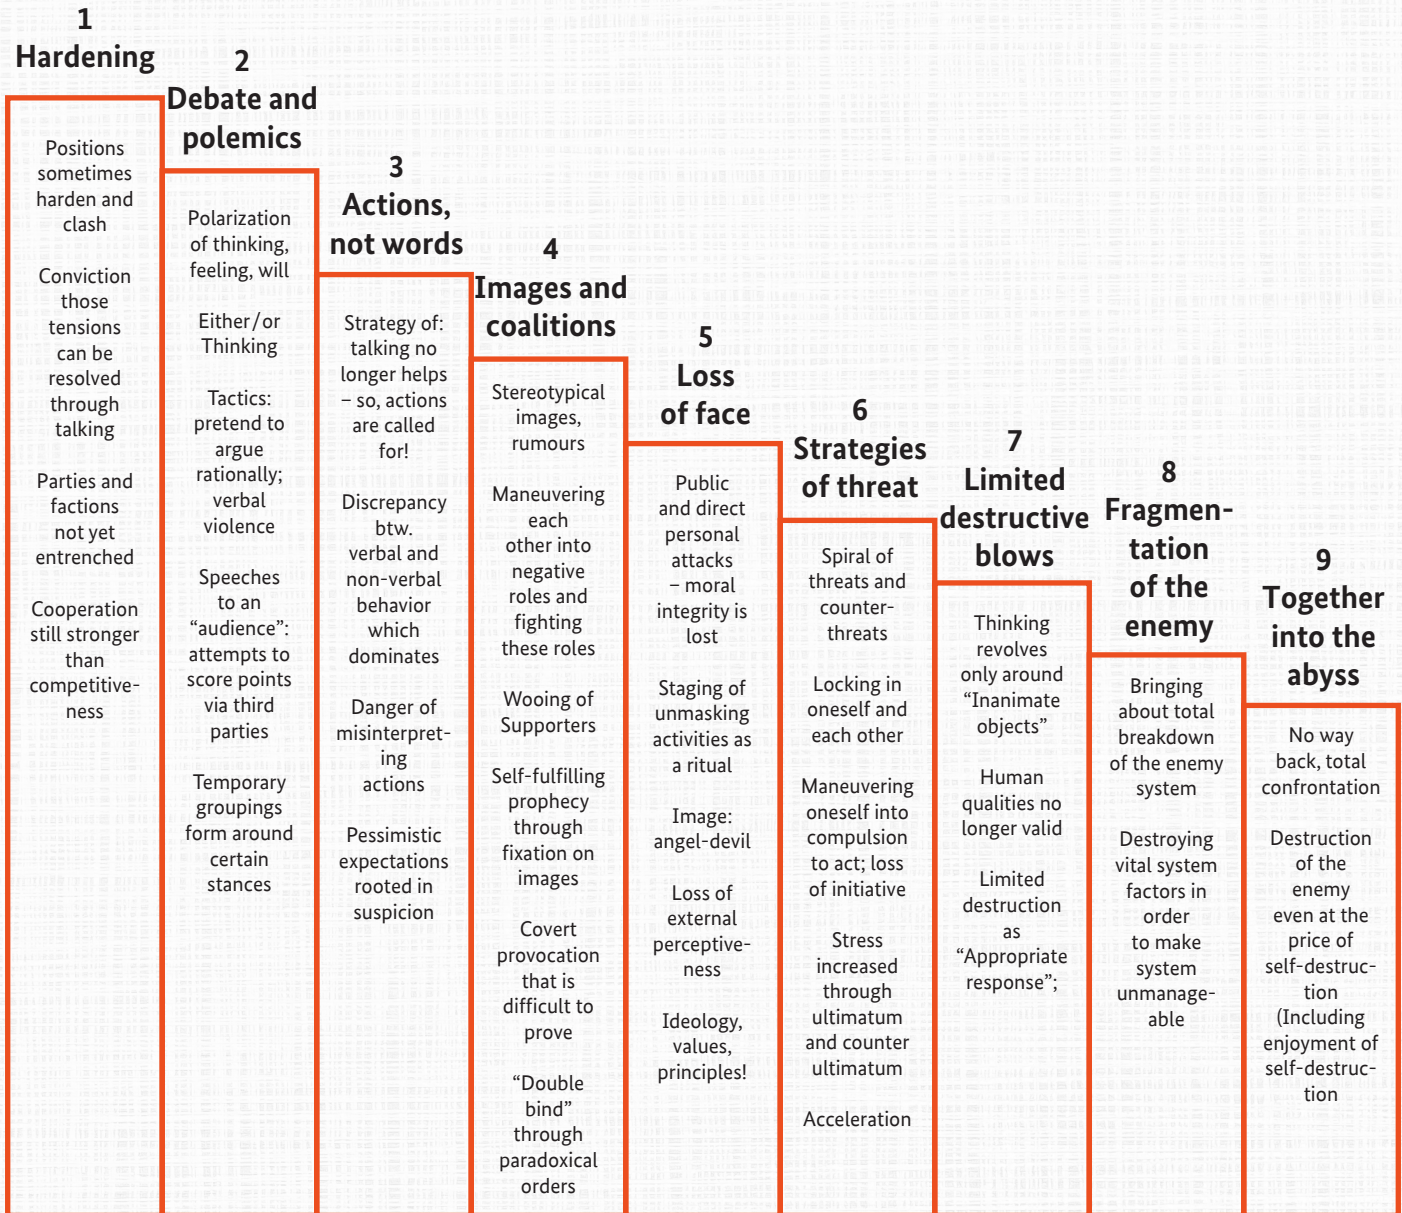 1
Hardening
Positions
sometimes
harden and
clash
Conviction
those
tensions
can be
resolved
through
talking
Parties and
factions
not yet
entrenched
Cooperation
still stronger
than
competitive-
ness
2
Debate and
polemics
Polarization
of thinking,
feeling, will
Either/or
Thinking
Tactics:
pretend to
argue
rationally;
verbal
violence
Speeches
to an
“audience”:
attempts to
score points
via third
parties
Temporary
groupings
form around
certain
stances
3
Actions,
not words
Strategy of:
talking no
longer helps
– so, actions
are called
for!
Discrepancy
btw.
verbal and
non-verbal
behavior
which
dominates
Danger of
misinterpret-
ing
actions
Pessimistic
expectations
rooted in
suspicion
4
Images and
coalitions
Stereotypical
images,
rumours
Maneuvering
each
other into
negative
roles and
fighting
these roles
Wooing of
Supporters
Self-fulfilling
prophecy
through
fixation on
images
Covert
provocation
that is
difficult to
prove
“Double
bind”
through
paradoxical
orders
5
Loss
of face
Public
and direct
personal
attacks
– moral
integrity is
lost
Staging of
unmasking
activities as
a ritual
Image:
angel-devil
Loss of
external
perceptive-
ness
Ideology,
values,
principles!
6
Strategies
of threat
Spiral of
threats and
counter-
threats
Locking in
oneself and
each other
Maneuvering
oneself into
compulsion
to act; loss
of initiative
Stress
increased
through
ultimatum
and counter
ultimatum
Acceleration
7
Limited
destructive
blows
Thinking
revolves
only around
“Inanimate
objects”
Human
qualities no
longer valid
Limited
destruction
as
“Appropriate
response”;
8
Fragmen-
tation
of the
enemy
Bringing
about total
breakdown
of the enemy
system
Destroying
vital system
factors in
order
to make
system
unmanage-
able
9
Together
into the
abyss
No way
back, total
confrontation
Destruction
of the
enemy
even at the
price of
self-destruc-
tion
(Including
enjoyment of
self-destruc-
tion